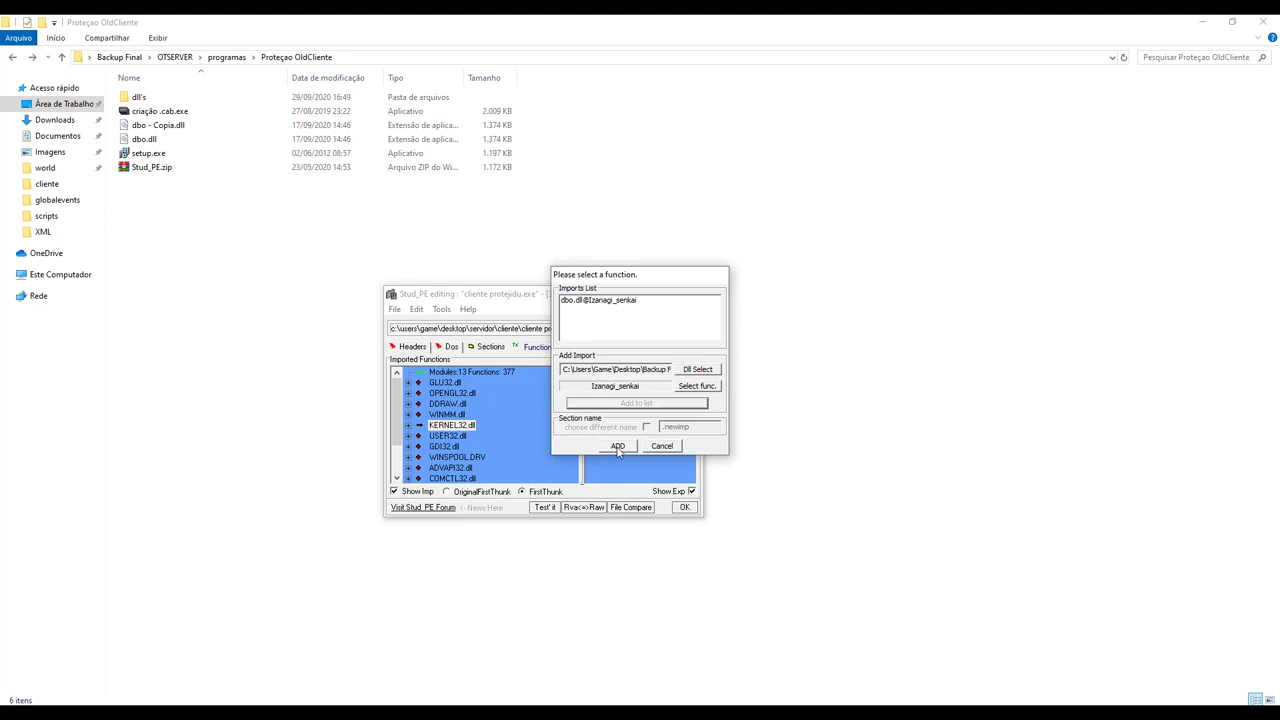 Proteçao OldCliente
Arquivo Início Compartilhar Exibir
Backup Final > OTSERVER > programas > Proteçao OldCliente
Pesquisar Proteçao OldCliente
Nome Data de modificação Tipo Tamanho
Acesso rápido
Área de Trabalho
Downloads
Documentos
Imagens
world
cliente
globalevents
scripts
XML
OneDrive
Este Computador
Rede
dll's 29/09/2020 16:49 Pasta de arquivos
criação .cab.exe 27/08/2019 23:22 Aplicativo 2.009 KB
dbo - Copia.dll 17/09/2020 14:46 Extensão de aplica... 1.374 KB
dbo.dll 17/09/2020 14:46 Extensão de aplica... 1.374 KB
setup.exe 02/06/2012 08:57 Aplicativo 1.197 KB
Stud_PE.zip 23/05/2020 14:53 Arquivo ZIP do Wi... 1.172 KB
Stud_PE editing : "cliente protejidu.exe" - [
File Edit Tools Help
c:\users\game\desktop\servidor\cliente\cliente pr
Headers Dos Sections Function
Imported Functions
Modules:13 Functions: 377
GLU32.dll
OPENGL32.dll
DDRAW.dll
WINMM.dll
KERNEL32.dll
USER32.dll
GDI32.dll
WINSPOOL.DRV
ADVAPI32.dll
COMCTL32.dll
Show Imp OriginalFirstThunk FirstThunk Show Exp
Visit Stud_PE Forum <- News Here Test' it Rva<=>Raw File Compare OK
Please select a function.
Imports List
dbo.dll@Izanagi_senkai
Add Import
C:\Users\Game\Desktop\Backup F Dll Select
Izanagi_senkai Select func.
Add to list
Section name
choose different name .newimp
ADD Cancel
6 itens